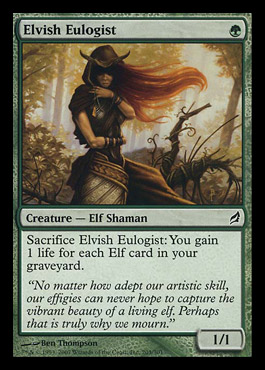 Elvish Eulogist
Creature — Elf Shaman
Sacrifice Elvish Eulogist: You gain
1 life for each Elf card in your
graveyard.
"No matter how adept our artistic skill,
our effigies can never hope to capture the
vibrant beauty of a living elf. Perhaps
that is truly why we mourn."
Ben Thompson
1/1